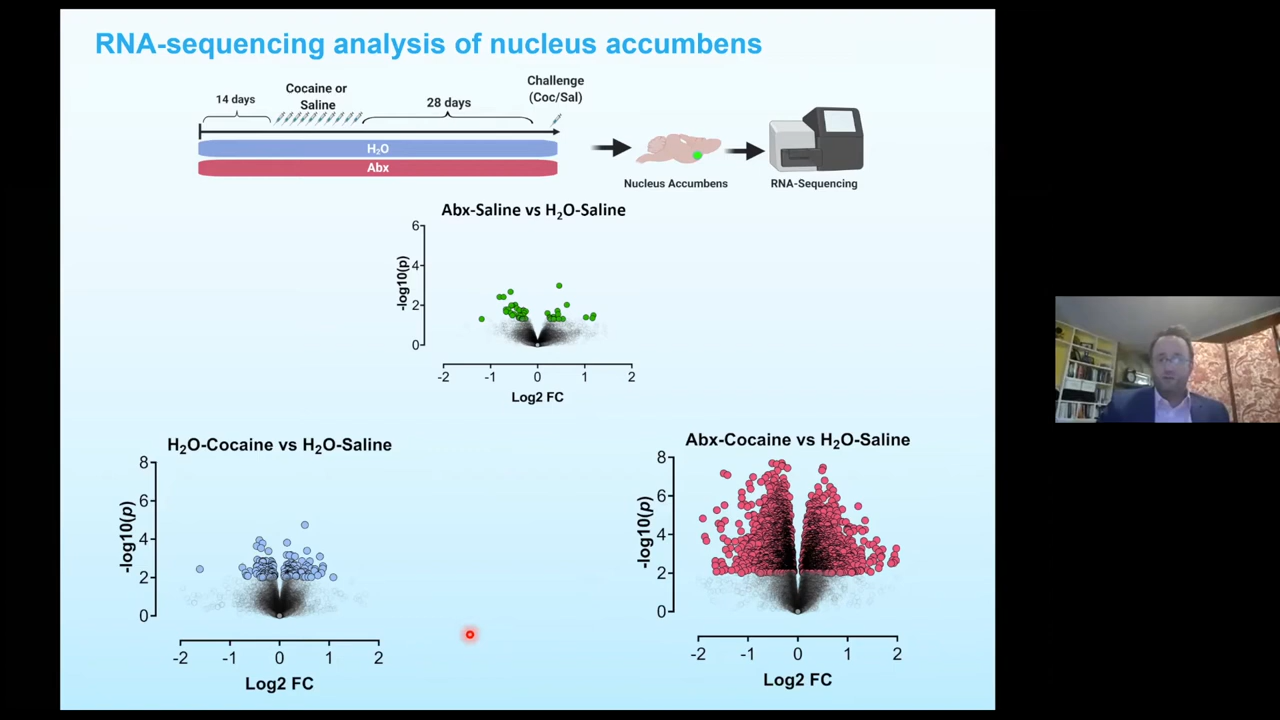 RNA-sequencing analysis of nucleus accumbens
14 days
Cocaine or
Saline
28 days
Challenge
(Coc/Sal)
H₂O
Abx
Nucleus Accumbens
RNA-Sequencing
Abx-Saline vs H₂O-Saline
6
4
2
0
-log10(p)
-2 -1 0 1 2
Log2 FC
H₂O-Cocaine vs H₂O-Saline
8
6
4
2
0
-log10(p)
-2 -1 0 1 2
Log2 FC
Abx-Cocaine vs H₂O-Saline
8
6
4
2
0
-log10(p)
-2 -1 0 1 2
Log2 FC